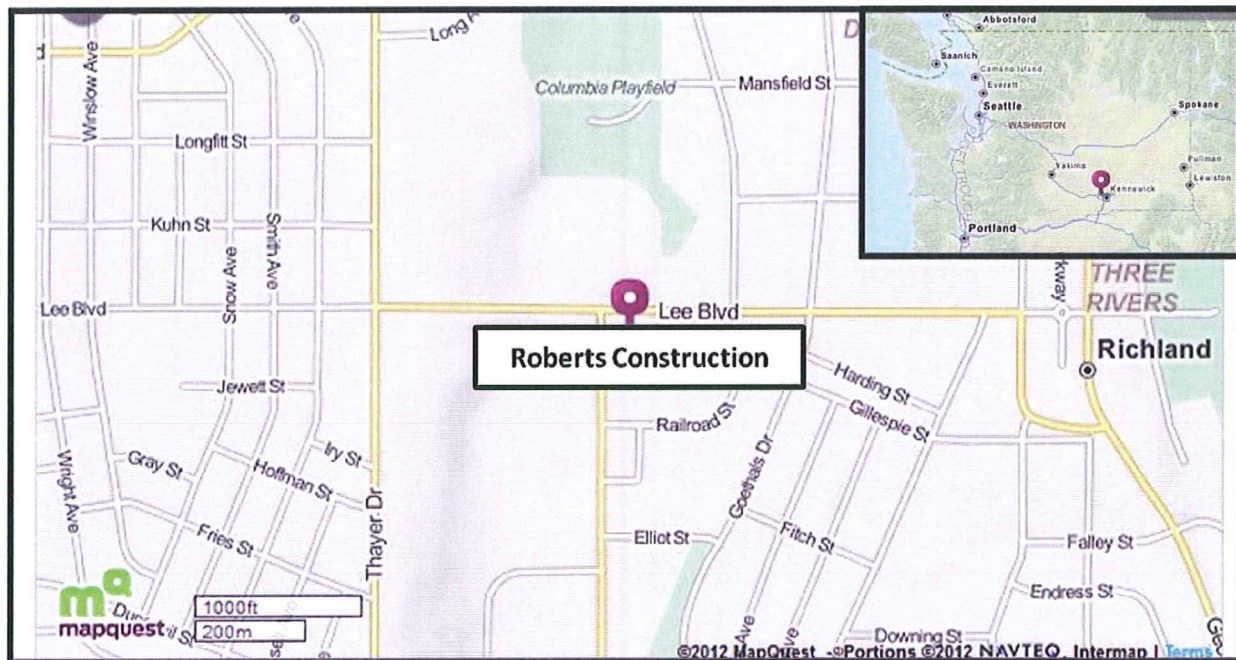 Winslow Ave
Long
Columbia Playfield
Mansfield St
Longfitt St
Kuhn St
Smith Ave
Snow Ave
Lee Blvd
Lee Blvd
Roberts Construction
THREE
RIVERS
Richland
Jewett St
Harding St
Gillespie St
Railroad St
Goethals Dr
Iry St
Gray St
Hoffman St
Wright Ave
Fries St
Thayer Dr
Elliot St
Fitch St
Falley St
Endress St
Downing St
Ave
mapquest
1000ft
200m
©2012 MapQuest - Portions ©2012 NAVTEQ, Intermap | Terms
Abbotsford
Saanich
Camano Island
Everett
Seattle
WASHINGTON
Spokane
Yakima
Kennewick
Pullman
Lewiston
Portland